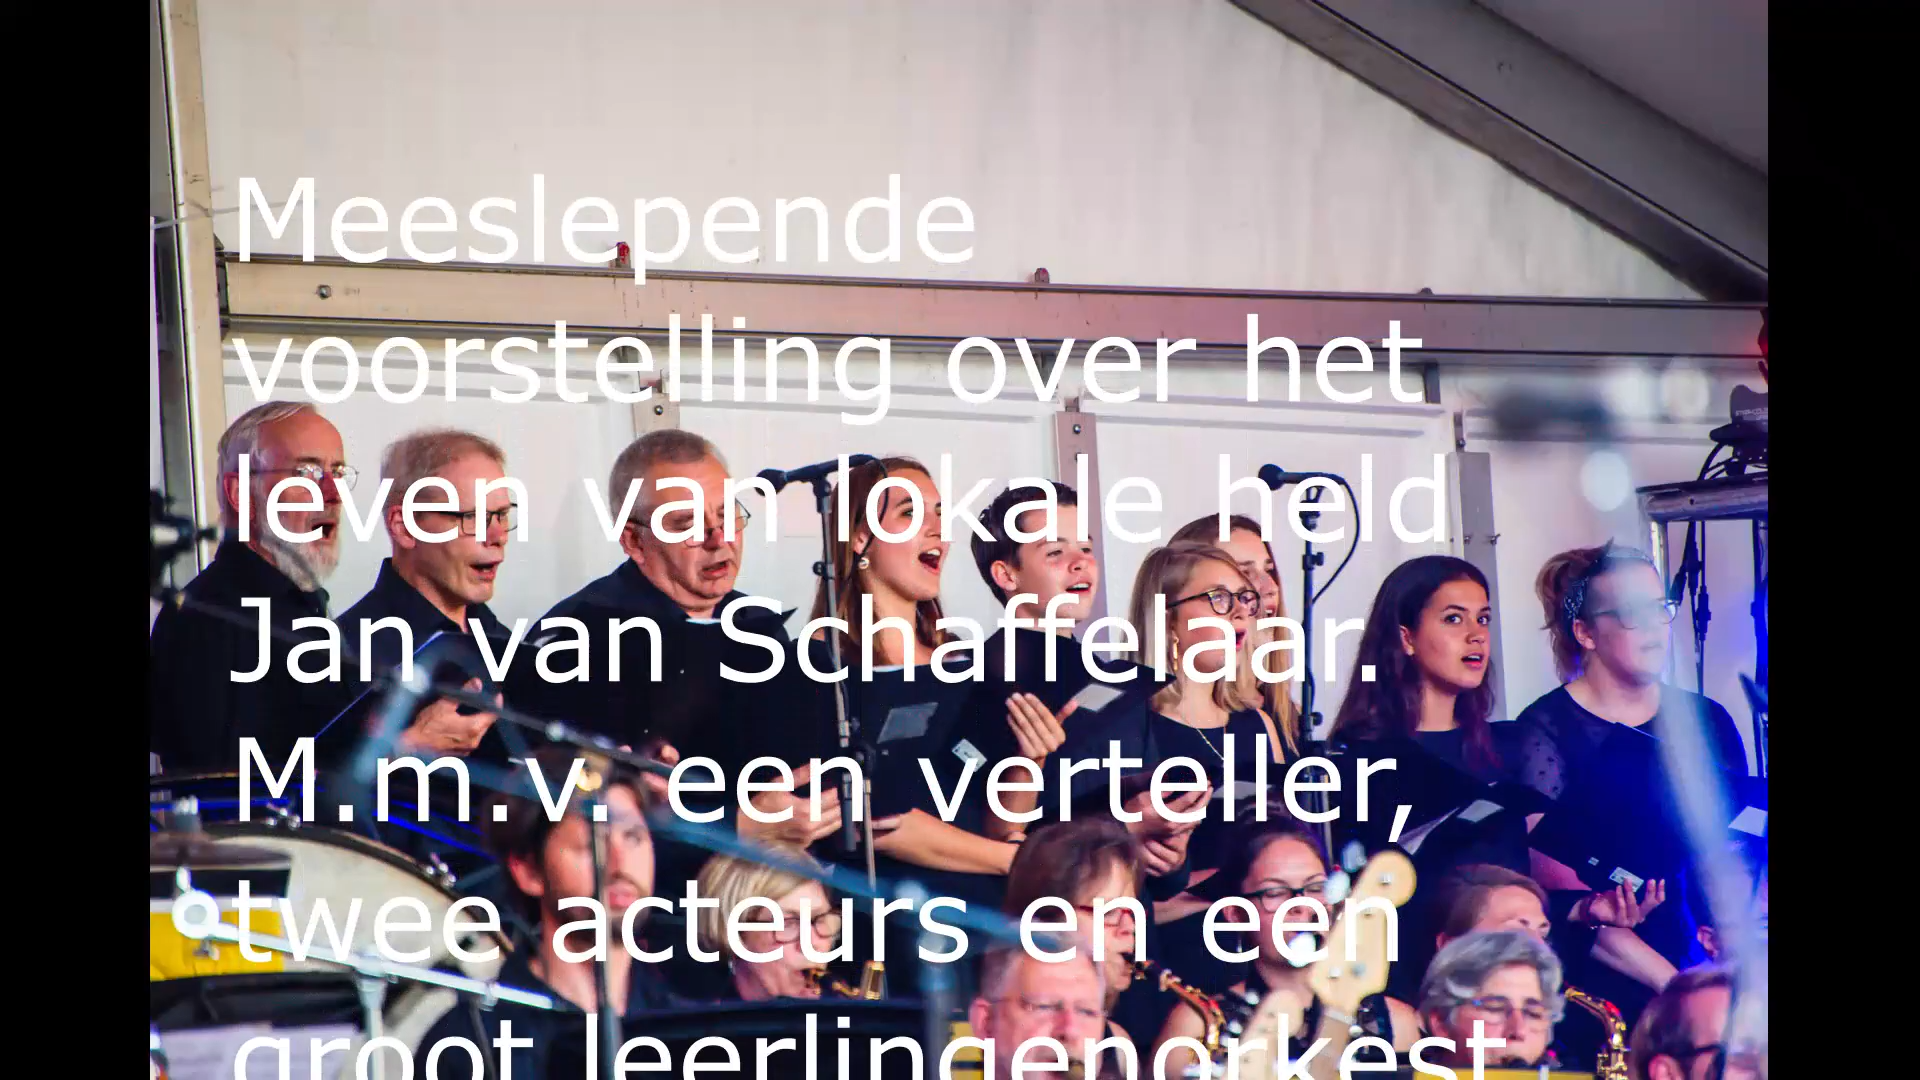 Meeslepende
voorstelling over het
leven van lokale held
Jan van Schaffelaar.
M.m.v. een verteller,
twee acteurs en een
groot leerlingenorkest